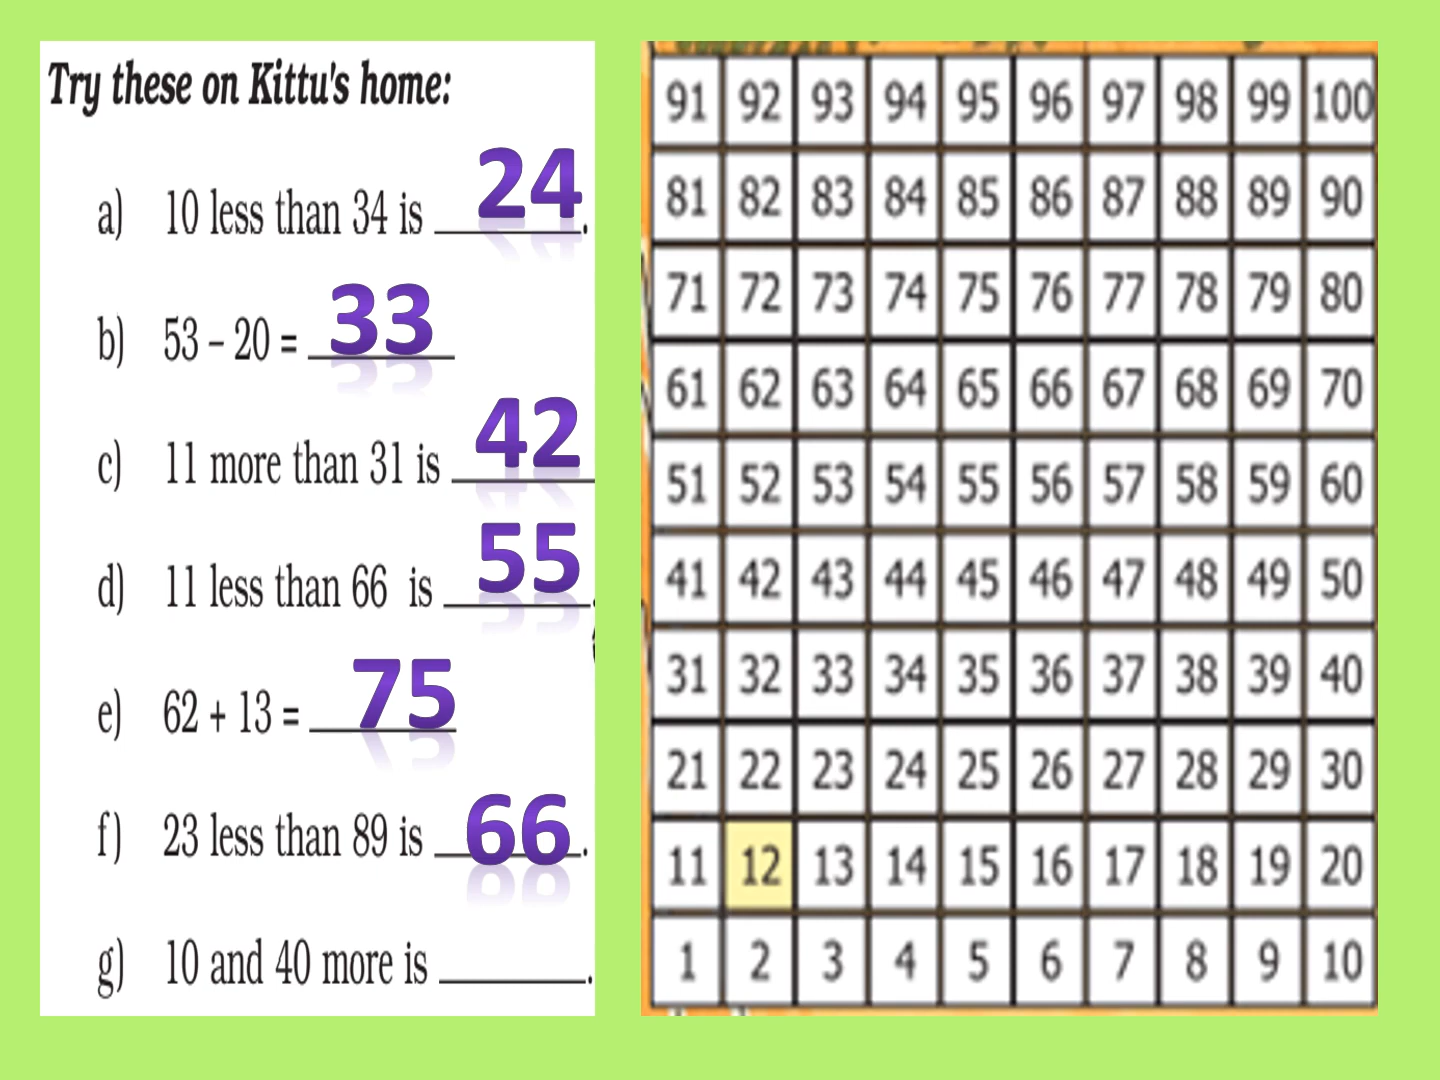 Try these on Kittu's home:
a) 10 less than 34 is 24.
b) 53 – 20 = 33
c) 11 more than 31 is 42
d) 11 less than 66 is 55.
e) 62 + 13 = 75
f) 23 less than 89 is 66.
g) 10 and 40 more is ______.
91 92 93 94 95 96 97 98 99 100
81 82 83 84 85 86 87 88 89 90
71 72 73 74 75 76 77 78 79 80
61 62 63 64 65 66 67 68 69 70
51 52 53 54 55 56 57 58 59 60
41 42 43 44 45 46 47 48 49 50
31 32 33 34 35 36 37 38 39 40
21 22 23 24 25 26 27 28 29 30
11 12 13 14 15 16 17 18 19 20
1 2 3 4 5 6 7 8 9 10